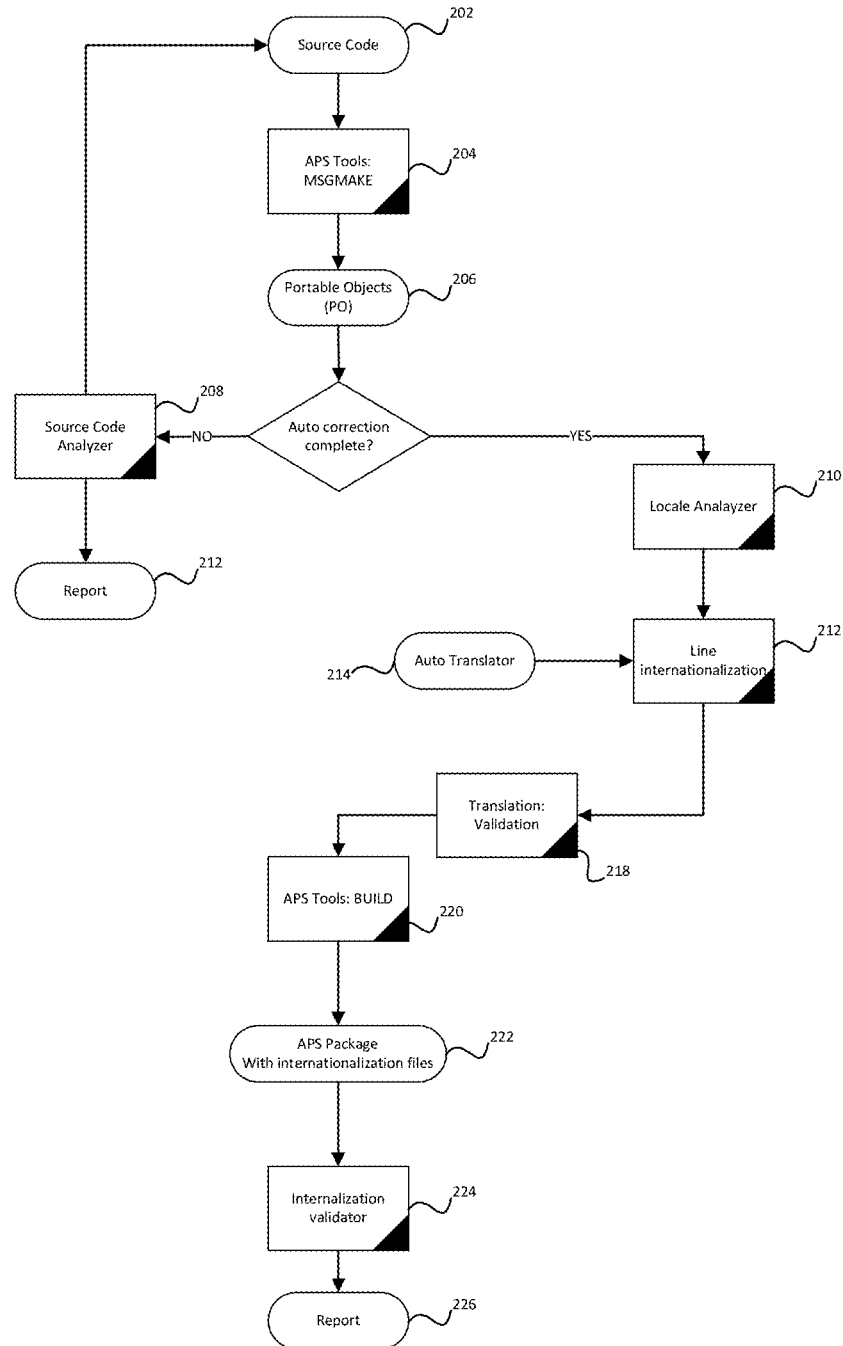 Source Code
202
APS Tools:
MSGMAKE
204
Portable Objects
(PO)
206
Auto correction
complete?
NO
YES
Source Code
Analyzer
208
Report
212
Locale Analayzer
210
Line
internationalization
212
Auto Translator
214
Translation:
Validation
218
APS Tools: BUILD
220
APS Package
With internationalization files
222
Internalization
validator
224
Report
226